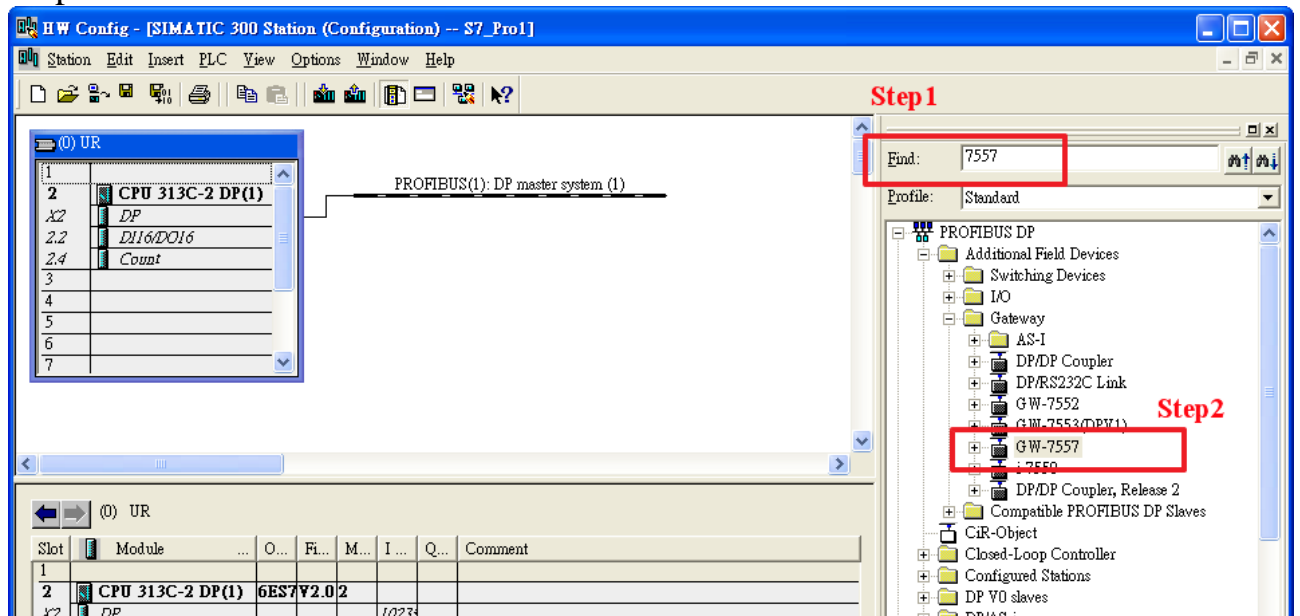 HW Config - [SIMATIC 300 Station (Configuration) -- S7_Pro1]
Station Edit Insert PLC View Options Window Help
Step1
(0) UR
1
2 CPU 313C-2 DP(1)
X2 DP
2.2 DI16/DO16
2.4 Count
3
4
5
6
7
PROFIBUS(1): DP master system (1)
Find: 7557
Profile: Standard
PROFIBUS DP
Additional Field Devices
Switching Devices
I/O
Gateway
AS-I
DP/DP Coupler
DP/RS232C Link
GW-7552
Step2
GW-7553(DPV1)
GW-7557
i-7550
DP/DP Coupler, Release 2
Compatible PROFIBUS DP Slaves
CiR-Object
Closed-Loop Controller
Configured Stations
DP V0 slaves
DP/AS-i
(0) UR
Slot Module ... O... Fi... M... I ... Q... Comment
1
2 CPU 313C-2 DP(1) 6ES7 V2.0 2
X2 DP